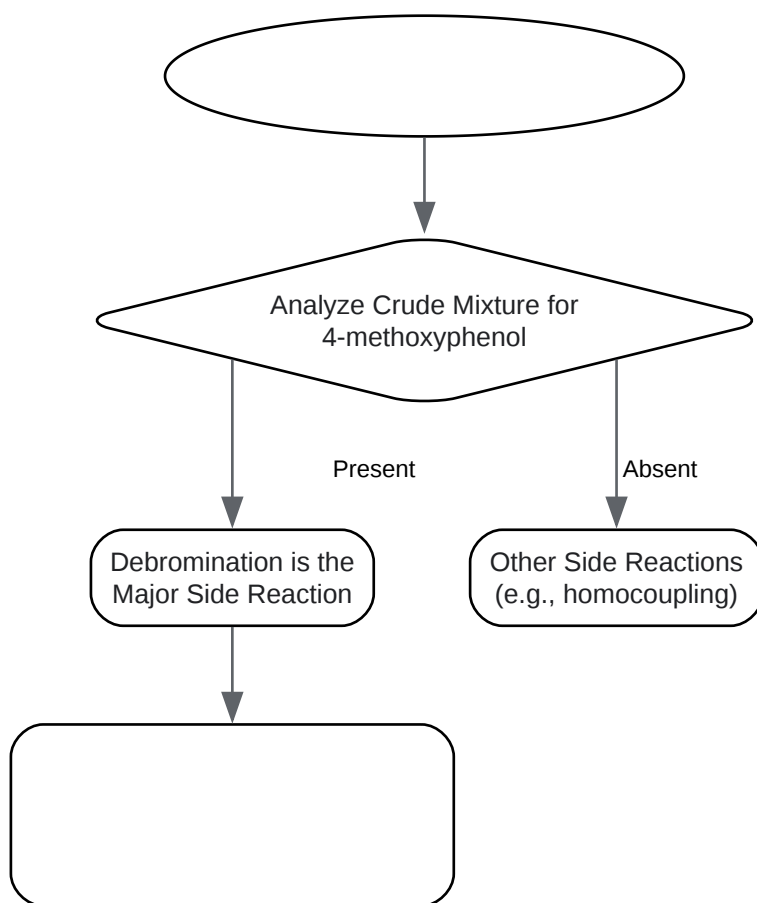 Analyze Crude Mixture for
4-methoxyphenol
Present
Absent
Debromination is the
Major Side Reaction
Other Side Reactions
(e.g., homocoupling)